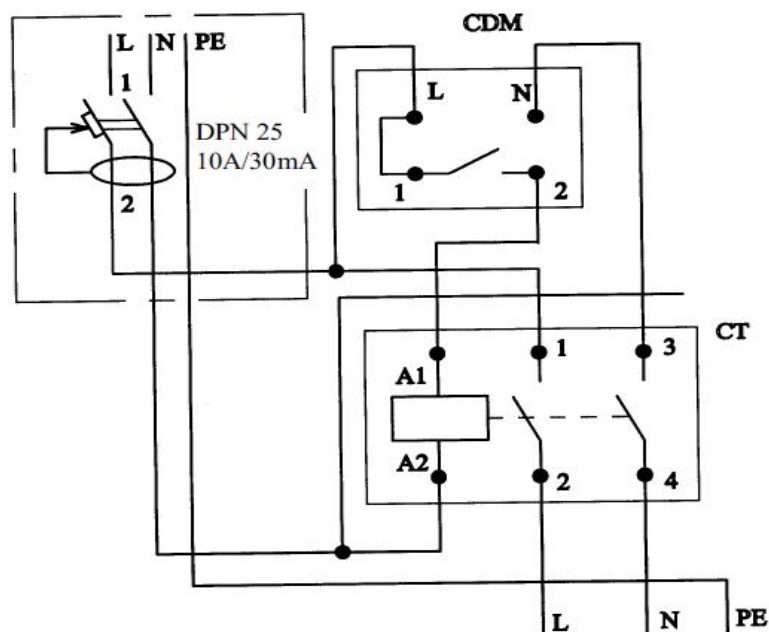 CDM
L N PE
L N
1
DPN 25
10A/30mA
1 2
2
CT
1 3
A1
A2
2 4
L N PE